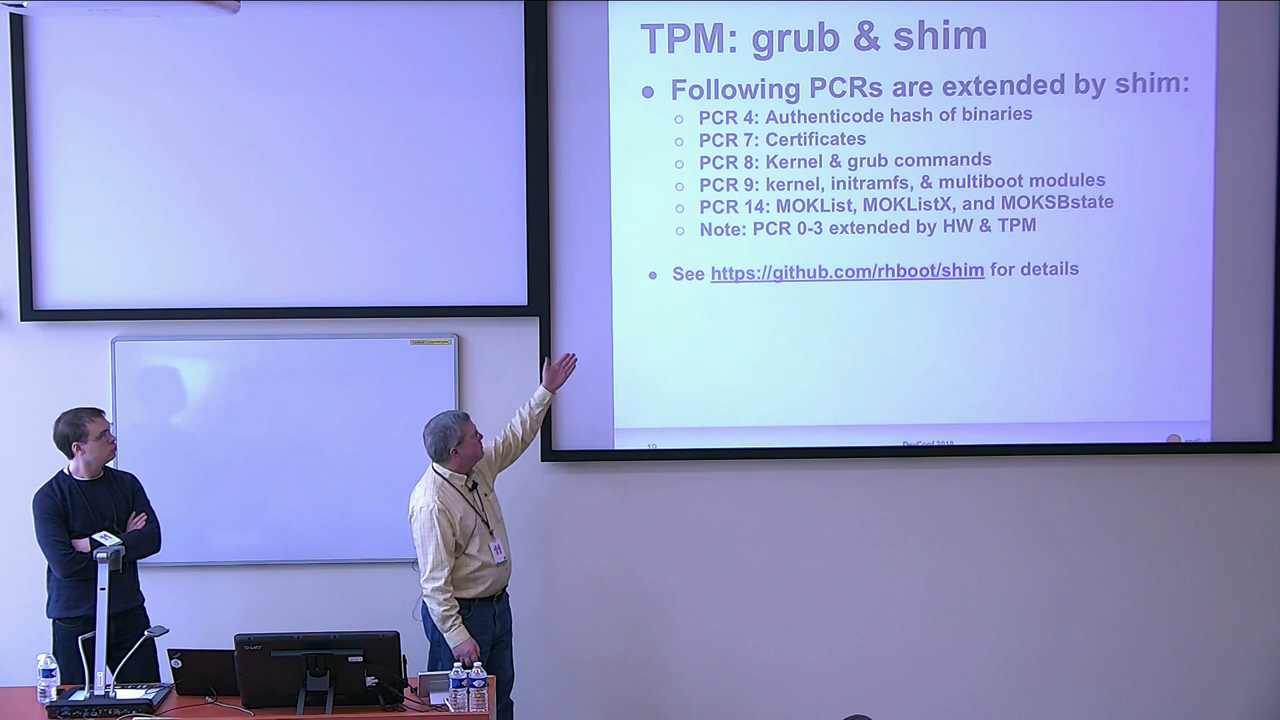 TPM: grub & shim
Following PCRs are extended by shim:
PCR 4: Authenticode hash of binaries
PCR 7: Certificates
PCR 8: Kernel & grub commands
PCR 9: kernel, initramfs, & multiboot modules
PCR 14: MOKList, MOKListX, and MOKSBstate
Note: PCR 0-3 extended by HW & TPM
See https://github.com/rhboot/shim for details
19